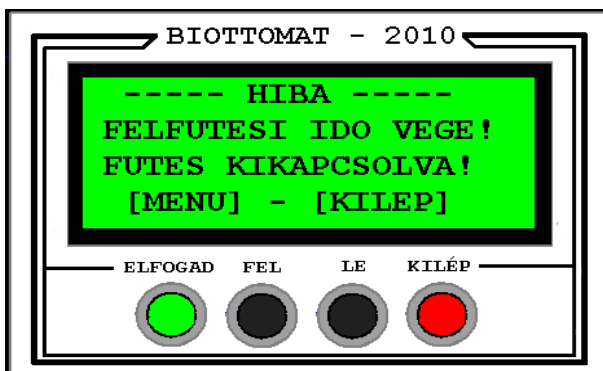 BIOTTOMAT - 2010
----- HIBA -----
FELFUTESI IDO VEGE!
FUTES KIKAPCSOLVA!
[MENU] - [KILEP]
ELFOGAD FEL LE KILÉP